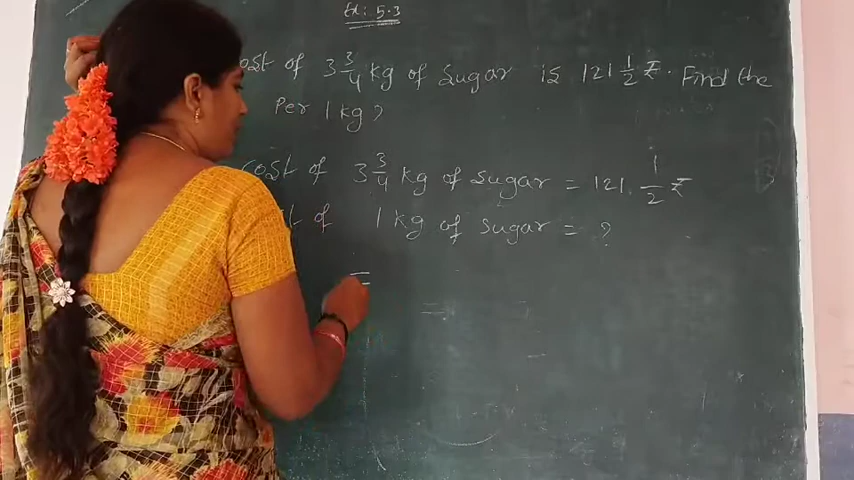 Ex: 5.3
cost of 3 3/4 kg of sugar is 121 1/2 ₹. Find the
Per 1 kg ?
cost of 3 3/4 kg of sugar = 121 1/2 ₹
of 1 kg of sugar = ?
=